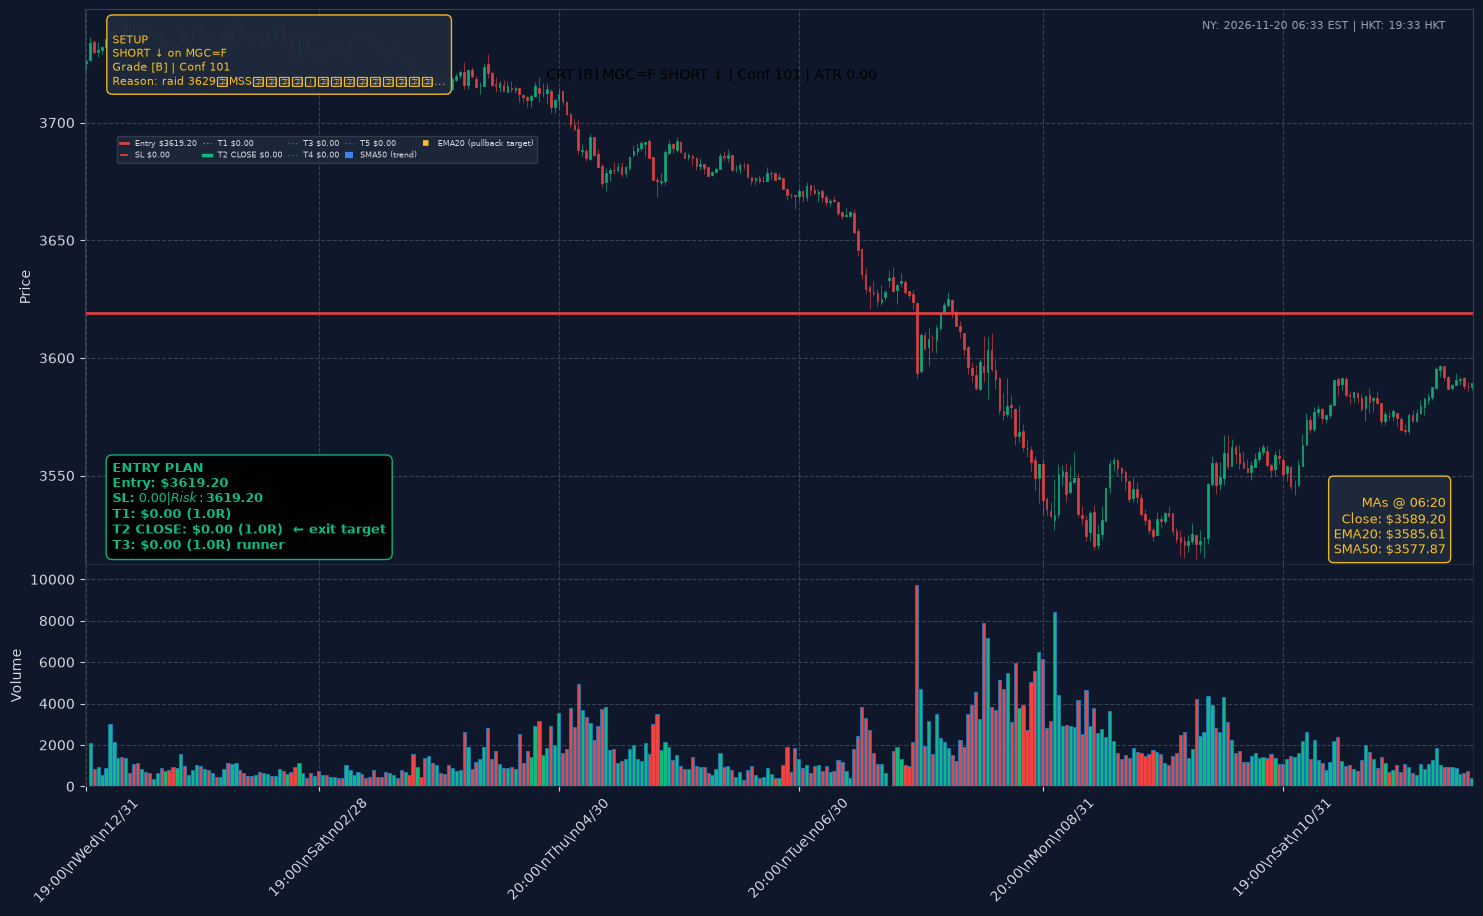 NY: 2026-11-20 06:33 EST | HKT: 19:33 HKT
SETUP
SHORT ↓ on MGC=F
Grade [B] | Conf 101
Reason: raid 3629 MSS ...
CRT [B] MGC=F SHORT ↓ | Conf 101 | ATR 0.00
Entry $3619.20
SL $0.00
T1 $0.00
T2 CLOSE $0.00
T3 $0.00
T4 $0.00
T5 $0.00
SMA50 (trend)
EMA20 (pullback target)
Price
3700
3650
3600
3550
ENTRY PLAN
Entry: $3619.20
SL: 0.00|Risk:3619.20
T1: $0.00 (1.0R)
T2 CLOSE: $0.00 (1.0R) ← exit target
T3: $0.00 (1.0R) runner
MAs @ 06:20
Close: $3589.20
EMA20: $3585.61
SMA50: $3577.87
Volume
10000
8000
6000
4000
2000
0
19:00\nWed\n12/31
19:00\nSat\n02/28
20:00\nThu\n04/30
20:00\nTue\n06/30
20:00\nMon\n08/31
19:00\nSat\n10/31